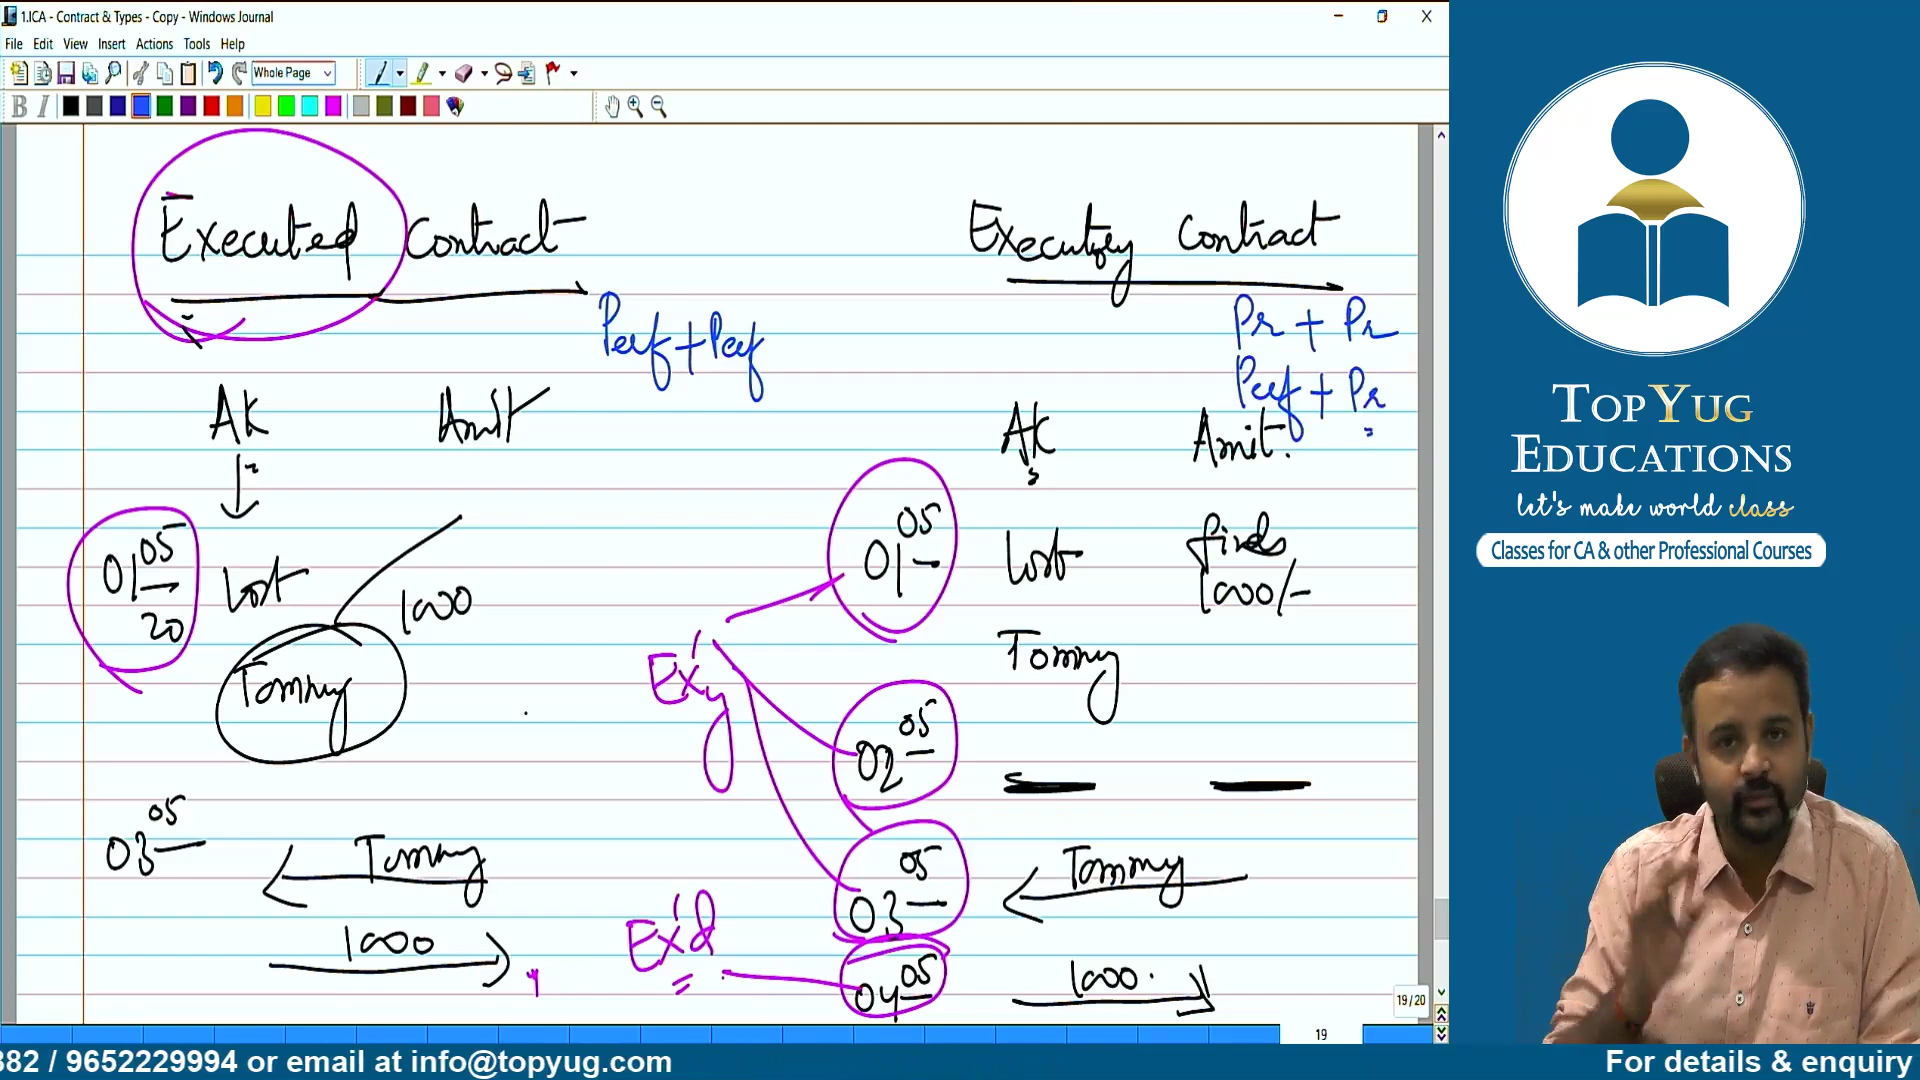 1.ICA - Contract & Types - Copy - Windows Journal
File Edit View Insert Actions Tools Help
Whole Page
B I
Executed Contract
Perf + Perf
AK Amit
01 05 20
Lost
1000
Tommy
03 05
Tommy
1000
Executory Contract
Pr + Pr
Perf + Pr
AK Amit.
01 05
Lost finds
1000/-
Tommy
Ex'y
02 05
03 05
Tommy
Ex'd
04 05
1000.
19/20
19
TOPYUG
EDUCATIONS
let's make world class
Classes for CA & other Professional Courses
382 / 9652229994 or email at info@topyug.com
For details & enquiry